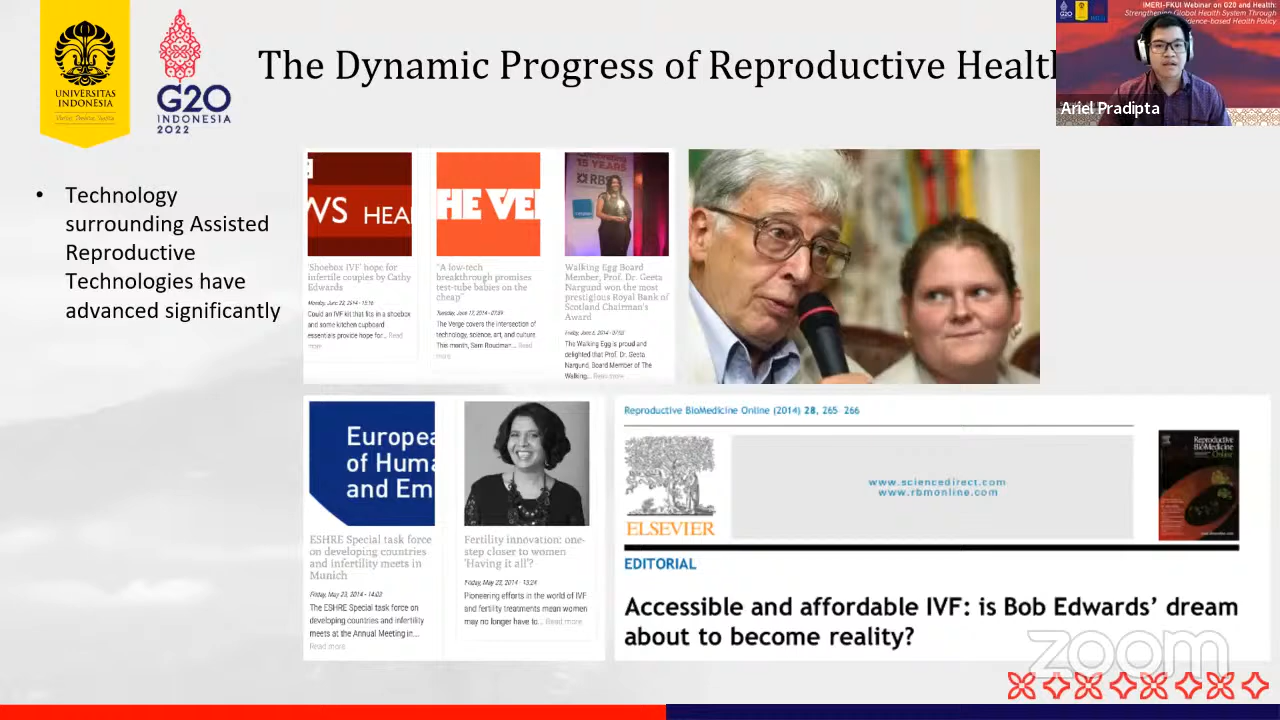 UNIVERSITAS
INDONESIA
Veritas, Probitas, Iustitia
G20
INDONESIA
2022
The Dynamic Progress of Reproductive Healt
IMERI-FKUI Webinar on G20 and Health:
Strengthening Global Health System Through
idence-based Health Policy
Ariel Pradipta
• Technology
surrounding Assisted
Reproductive
Technologies have
advanced significantly
WS HEA
'Shoebox IVF' hope for
infertile couples by Cathy
Edwards
Monday, June 23, 2014 - 15:16
Could an IVF kit that fits in a shoebox
and some kitchen cupboard
essentials provide hope for... Read
more
HE VE
"A low-tech
breakthrough promises
test-tube babies on the
cheap"
Tuesday, June 17, 2014 - 07:39
The Verge covers the intersection of
technology, science, art, and culture.
This month, Sam Roudman... Read
more
15 YEARS
RBS
Walking Egg Board
Member, Prof. Dr. Geeta
Nargund won the most
prestigious Royal Bank of
Scotland Chairman's
Award
The Walking Egg is proud and
delighted that Prof. Dr. Geeta
Nargund, Board Member of The
Walking... Read more
Europea
of Huma
and Em
ESHRE Special task force
on developing countries
and infertility meets in
Munich
Friday, May 23, 2014 - 14:03
The ESHRE Special task force on
developing countries and infertility
meets at the Annual Meeting in...
Read more
Fertility innovation: one-
step closer to women
'Having it all'?
Friday, May 23, 2014 - 13:24
Pioneering efforts in the world of IVF
and fertility treatments mean women
may no longer have to... Read more
Reproductive BioMedicine Online (2014) 28, 265 266
ELSEVIER
www.sciencedirect.com
www.rbmonline.com
Reproductive
BioMedicine
Online
EDITORIAL
Accessible and affordable IVF: is Bob Edwards' dream
about to become reality?
zoom